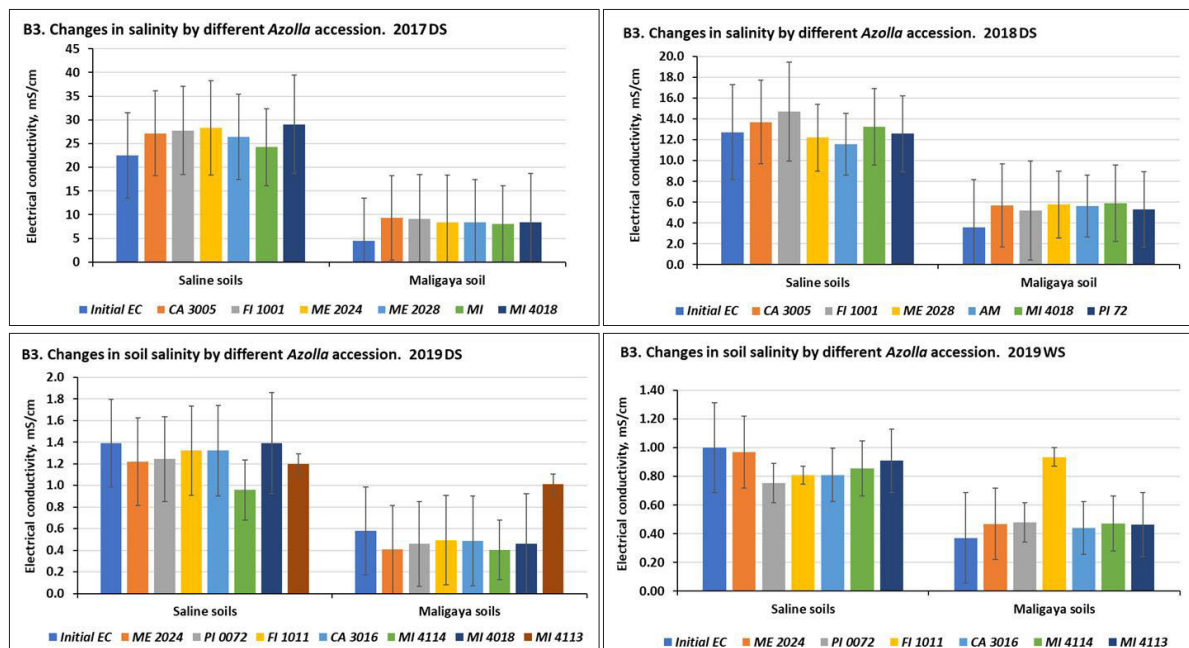 B3. Changes in salinity by different Azolla accession. 2017 DS
Electrical conductivity, mS/cm
45
40
35
30
25
20
15
10
5
0
Saline soils Maligaya soil
Initial EC CA 3005 FI 1001 ME 2024 ME 2028 MI MI 4018
B3. Changes in salinity by different Azolla accession. 2018 DS
Electrical conductivity, mS/cm
20.0
18.0
16.0
14.0
12.0
10.0
8.0
6.0
4.0
2.0
0.0
Saline soils Maligaya soil
Initial EC CA 3005 FI 1001 ME 2028 AM MI 4018 PI 72
B3. Changes in soil salinity by different Azolla accession. 2019 DS
Electrical conductivity. mS/cm
2.0
1.8
1.6
1.4
1.2
1.0
0.8
0.6
0.4
0.2
0.0
Saline soils Maligaya soils
Initial EC ME 2024 PI 0072 FI 1011 CA 3016 MI 4114 MI 4018 MI 4113
B3. Changes in soil salinity by different Azolla accession. 2019 WS
Electrical conductivity, mS/cm
1.40
1.20
1.00
0.80
0.60
0.40
0.20
0.00
Saline soils Maligaya soils
Initial EC ME 2024 PI 0072 FI 1011 CA 3016 MI 4114 MI 4113